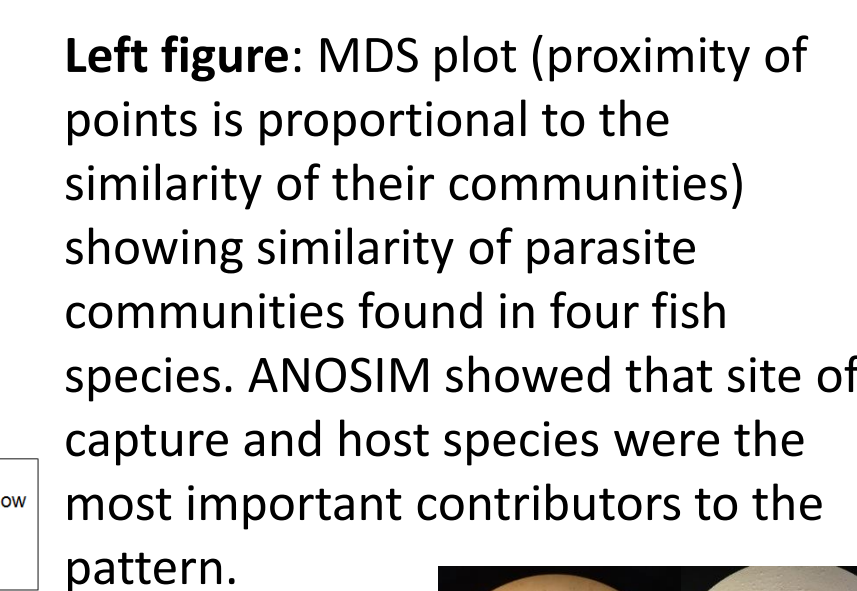 Left figure: MDS plot (proximity of
points is proportional to the
similarity of their communities)
showing similarity of parasite
communities found in four fish
species. ANOSIM showed that site of
capture and host species were the
ow
most important contributors to the
pattern.